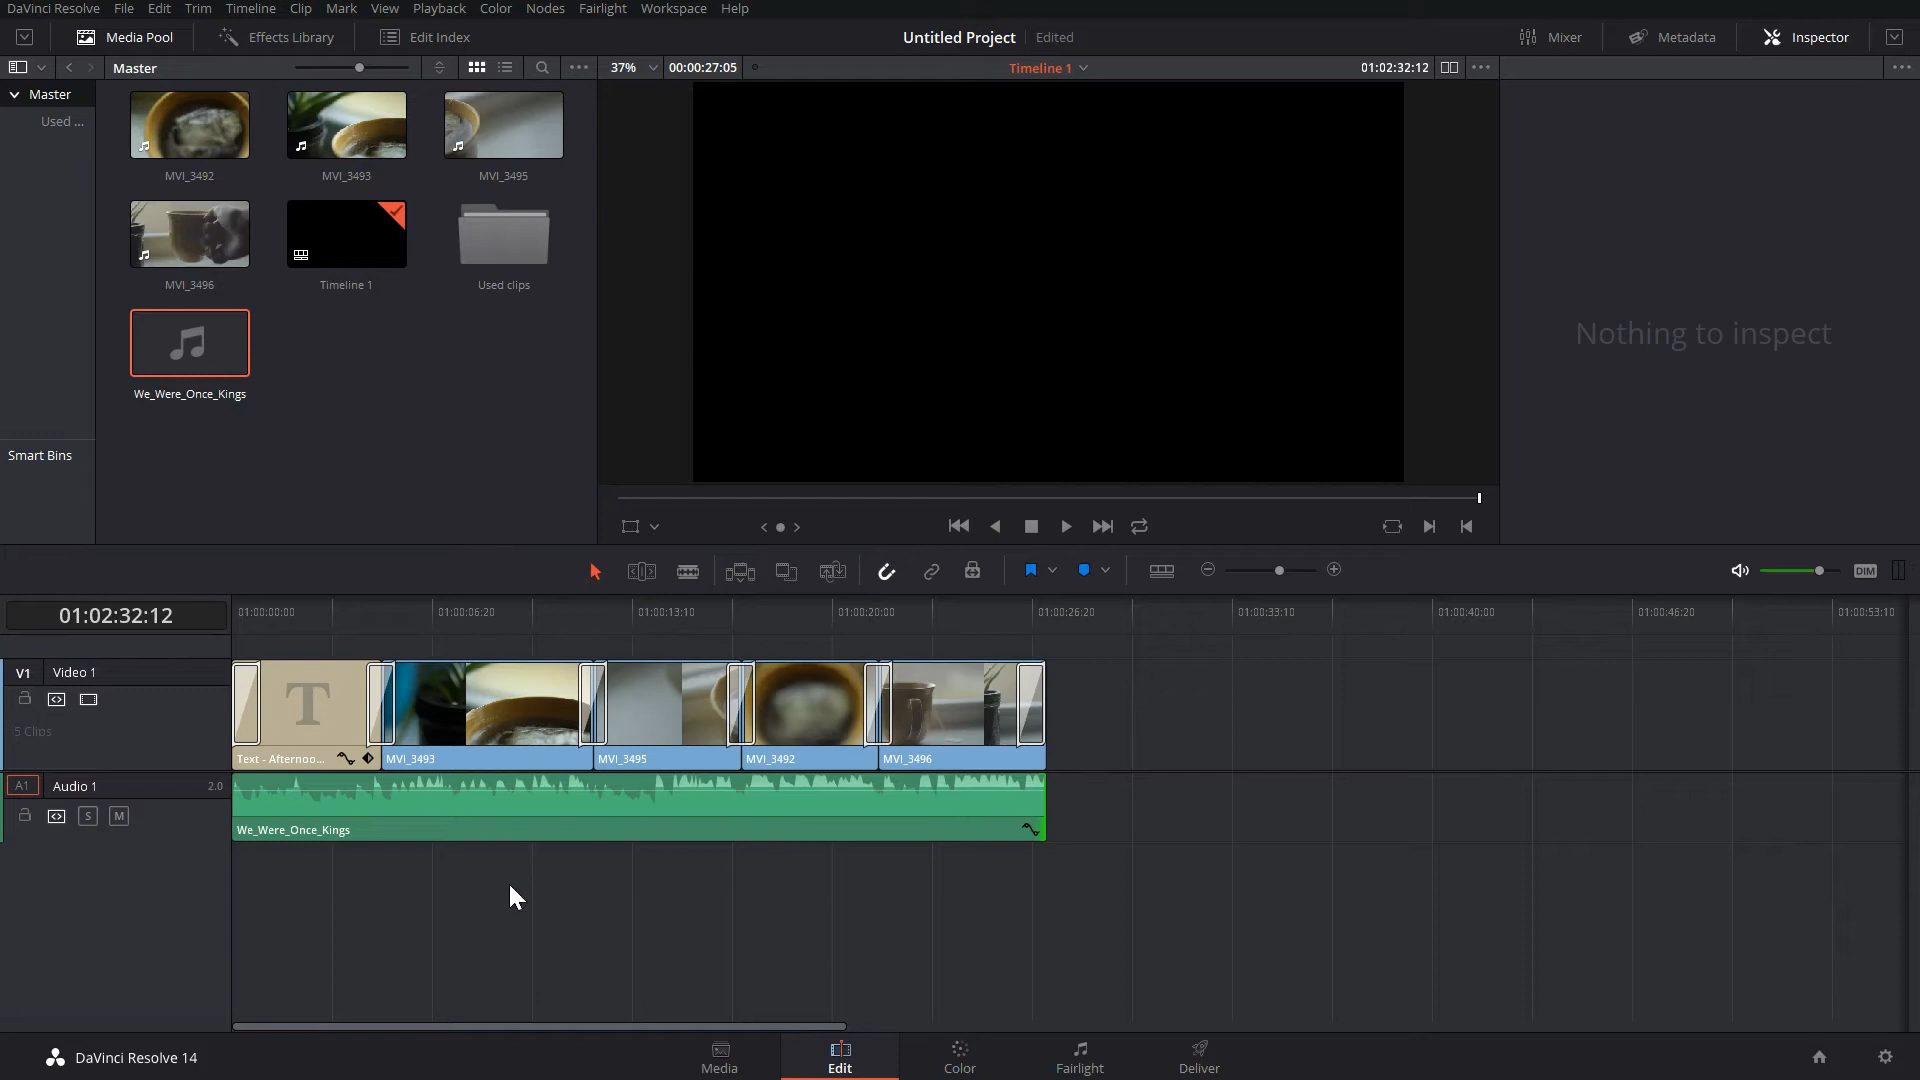 DaVinci Resolve File Edit Trim Timeline Clip Mark View Playback Color Nodes Fairlight Workspace Help
Media Pool Effects Library Edit Index Untitled Project Edited Mixer Metadata Inspector
Master 37% 00:00:27:05 Timeline 1 01:02:32:12
Master
Used ...
MVI_3492 MVI_3493 MVI_3495
MVI_3496 Timeline 1 Used clips
We_Were_Once_Kings
Smart Bins
Nothing to inspect
DIM
01:02:32:12 01:00:00:00 01:00:06:20 01:00:13:10 01:00:20:00 01:00:26:20 01:00:33:10 01:00:40:00 01:00:46:20 01:00:53:10
V1 Video 1
5 Clips
T
Text - Afternoo... MVI_3493 MVI_3495 MVI_3492 MVI_3496
A1 Audio 1 2.0
S M
We_Were_Once_Kings
DaVinci Resolve 14 Media Edit Color Fairlight Deliver